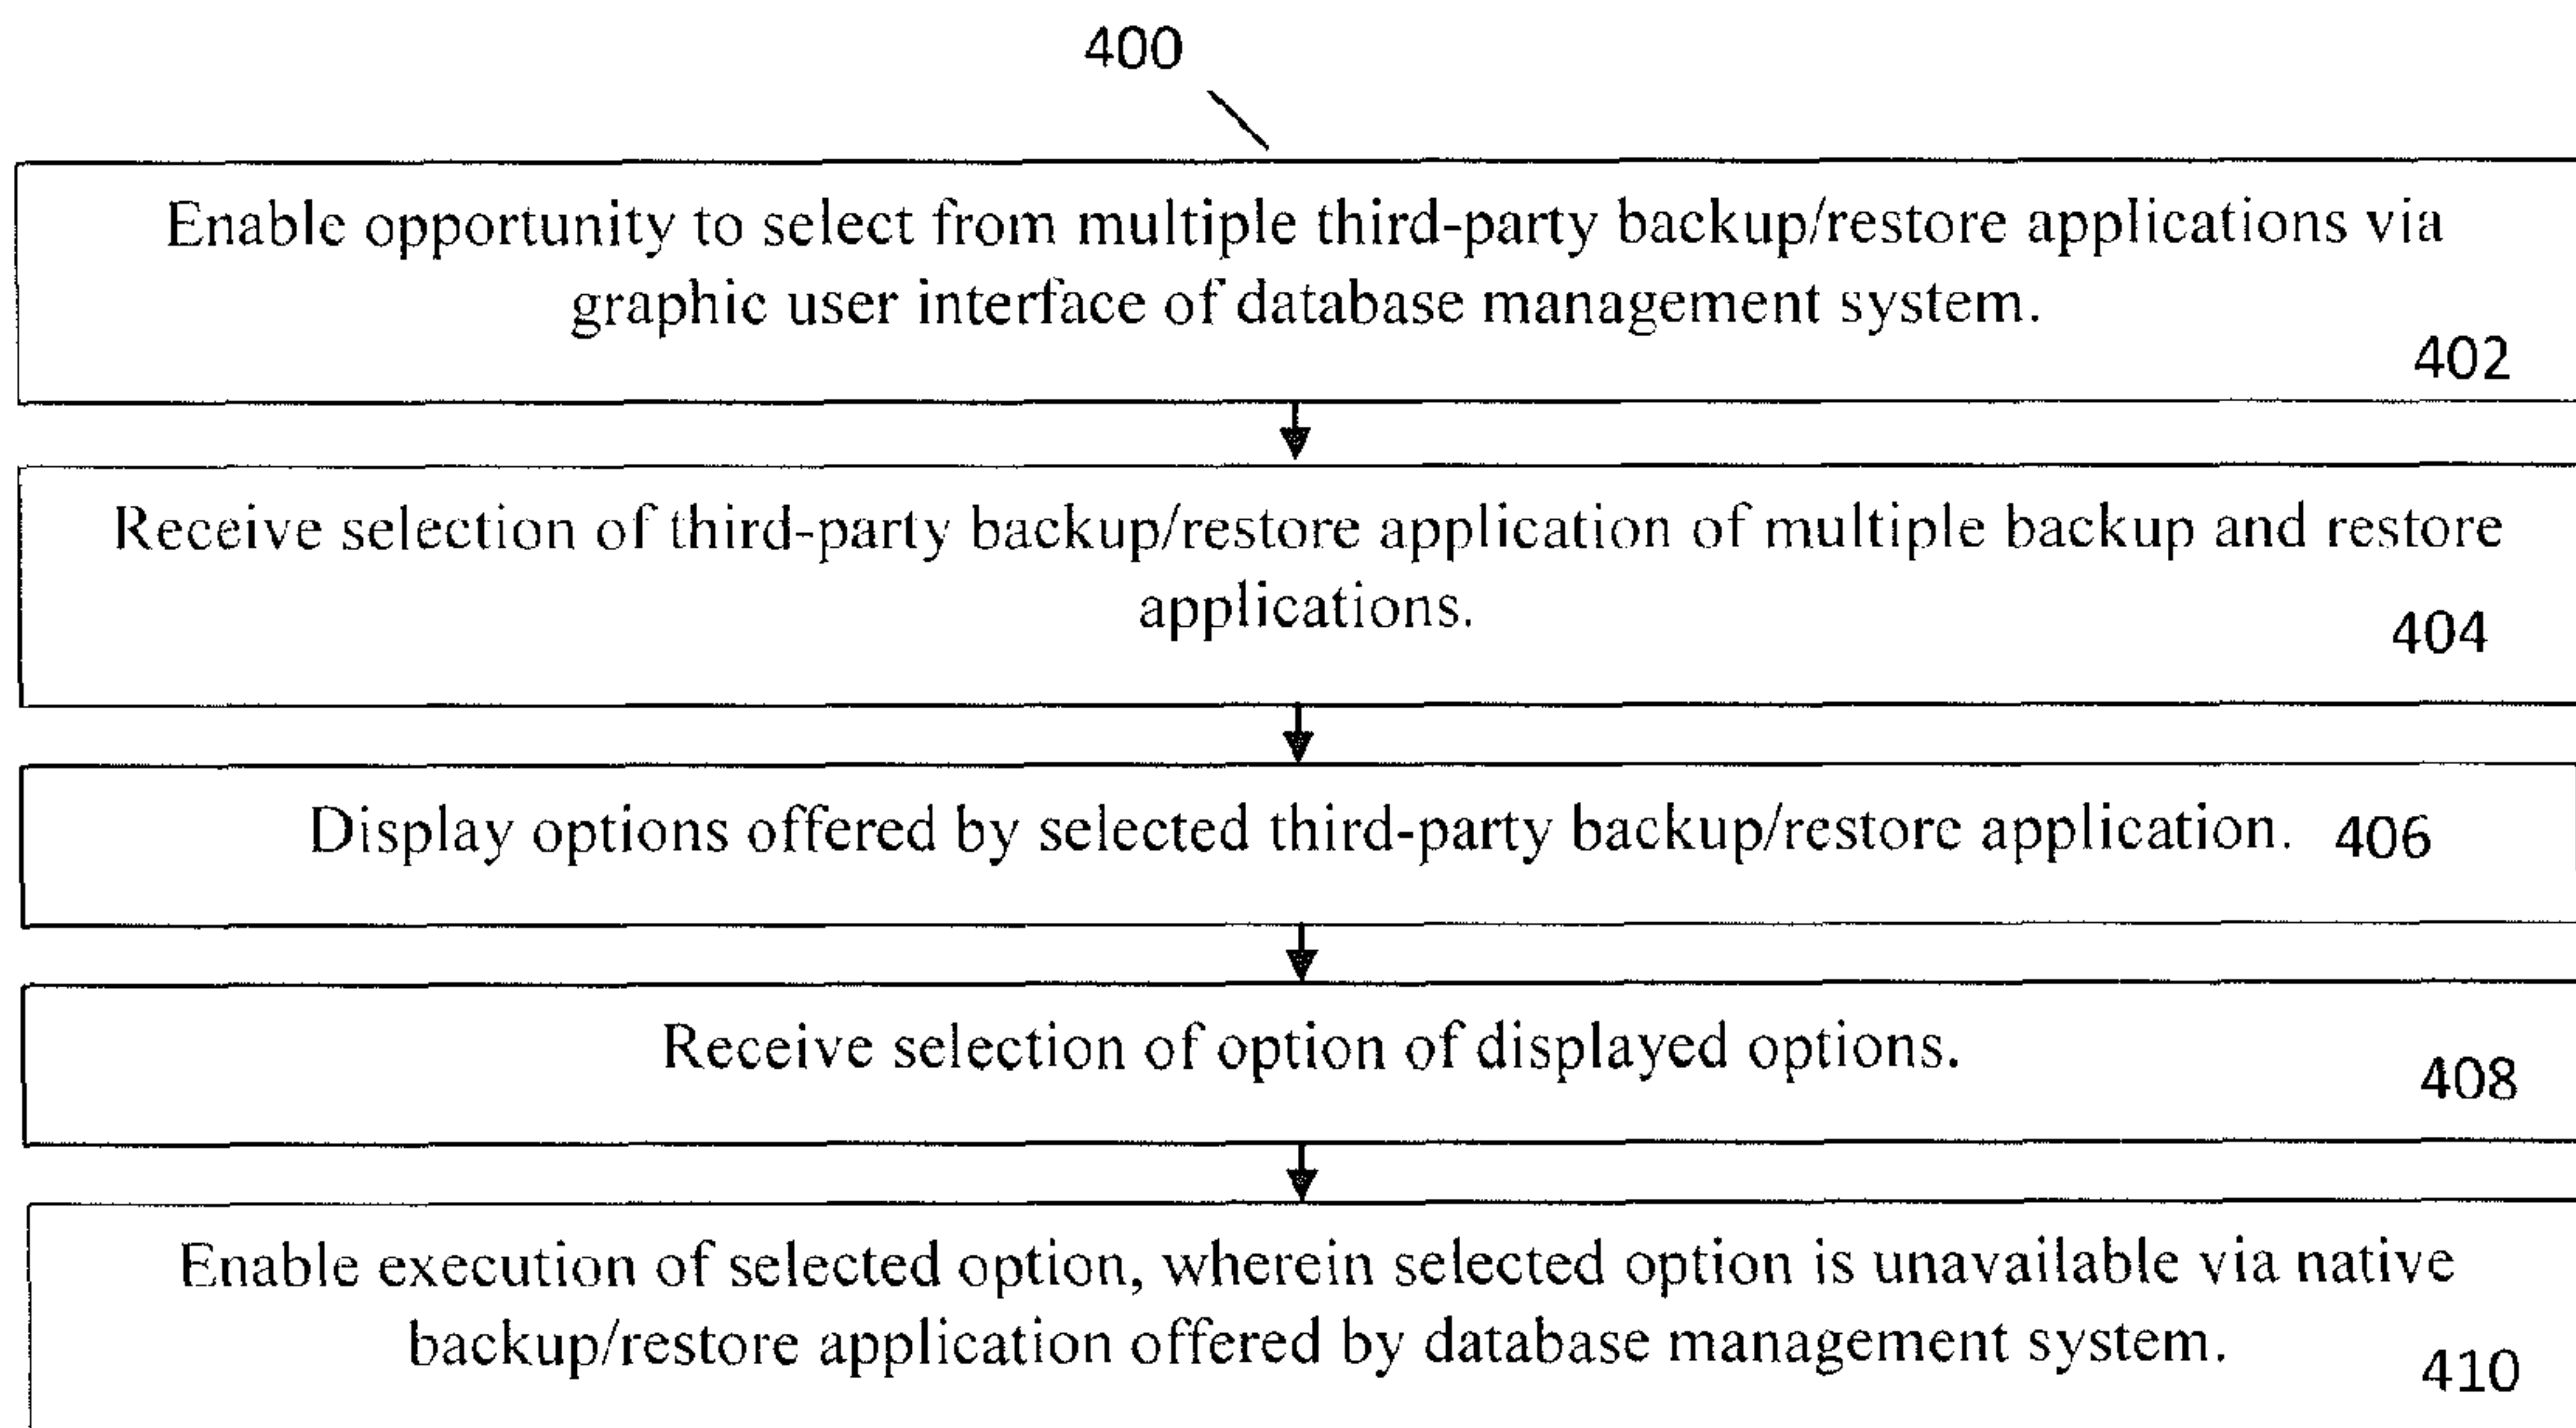 400
Enable opportunity to select from multiple third-party backup/restore applications via
graphic user interface of database management system.
402
Receive selection of third-party backup/restore application of multiple backup and restore
applications.
404
Display options offered by selected third-party backup/restore application. 406
Receive selection of option of displayed options.
408
Enable execution of selected option, wherein selected option is unavailable via native
backup/restore application offered by database management system.
410